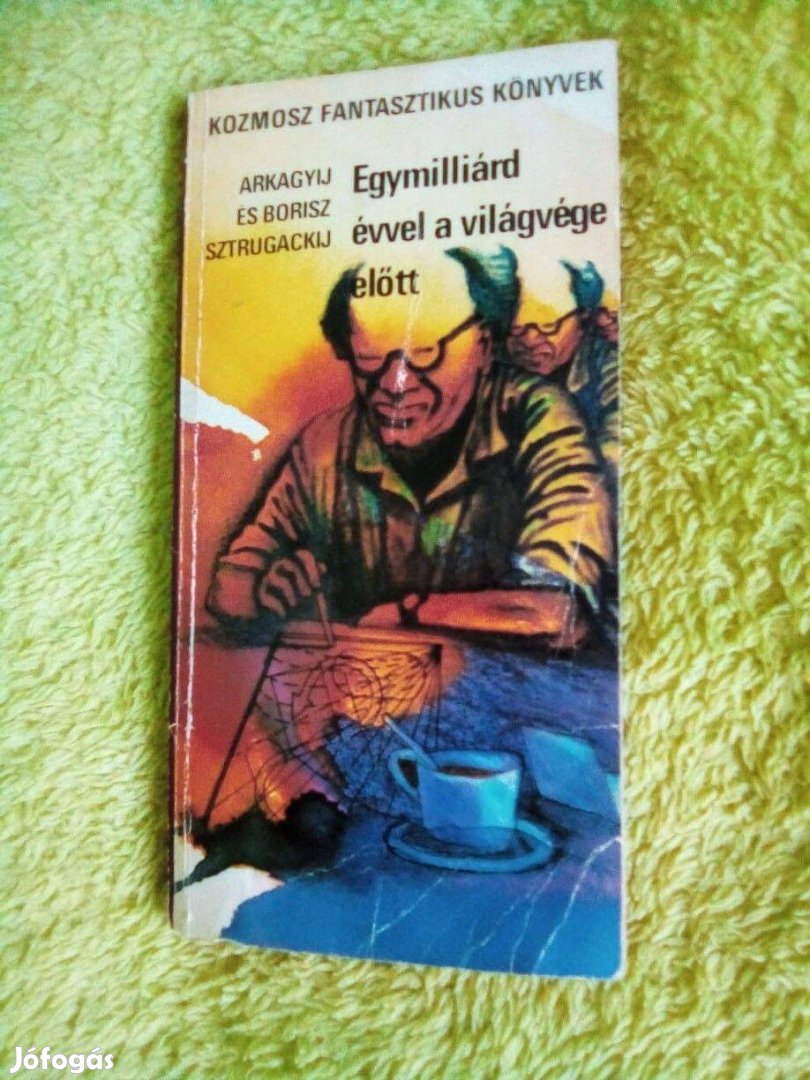 KOZMOSZ FANTASZTIKUS KÖNYVEK
ARKAGYIJ
ÉS BORISZ
SZTRUGACKIJ
Egymilliárd
évvel a világvége
előtt
Jófogás